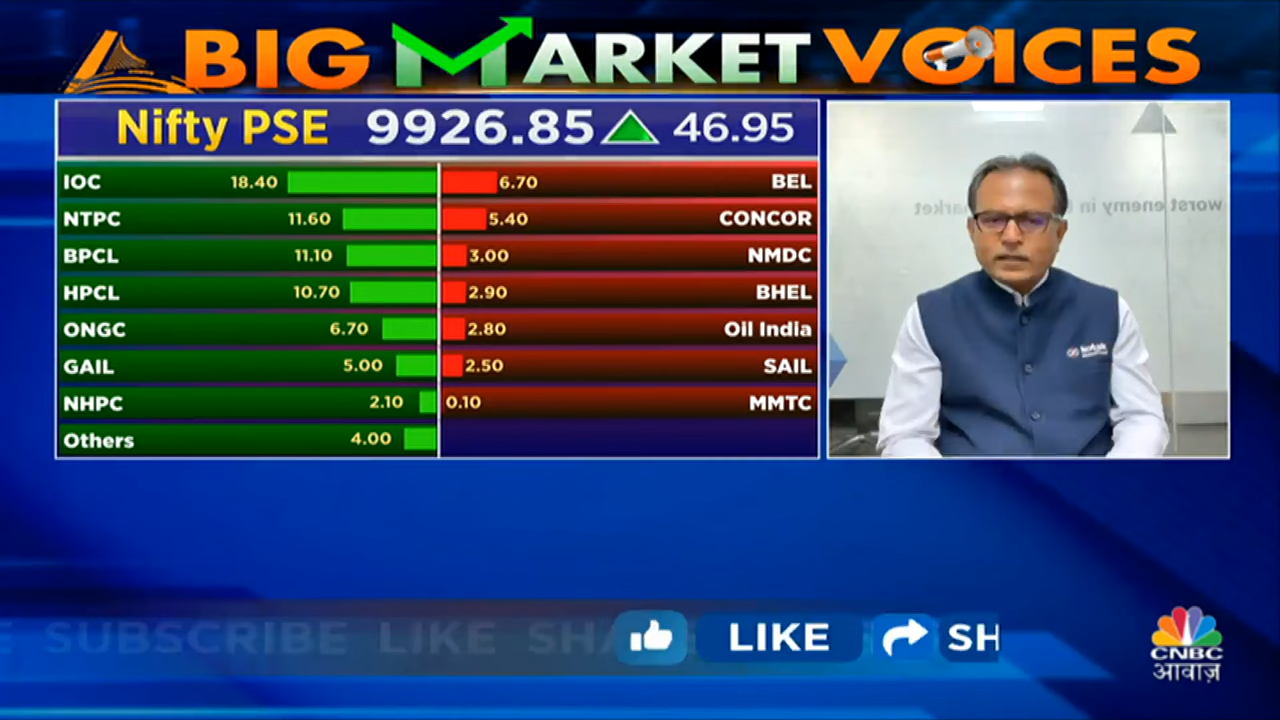 BIG MARKET VOICES
Nifty PSE 9926.85 46.95
IOC 18.40 6.70 BEL
NTPC 11.60 5.40 CONCOR
BPCL 11.10 3.00 NMDC
HPCL 10.70 2.90 BHEL
ONGC 6.70 2.80 Oil India
GAIL 5.00 2.50 SAIL
NHPC 2.10 0.10 MMTC
Others 4.00
worst enemy in
market
kotak
E SUBSCRIBE LIKE SHA
LIKE SH
CNBC
आवाज़